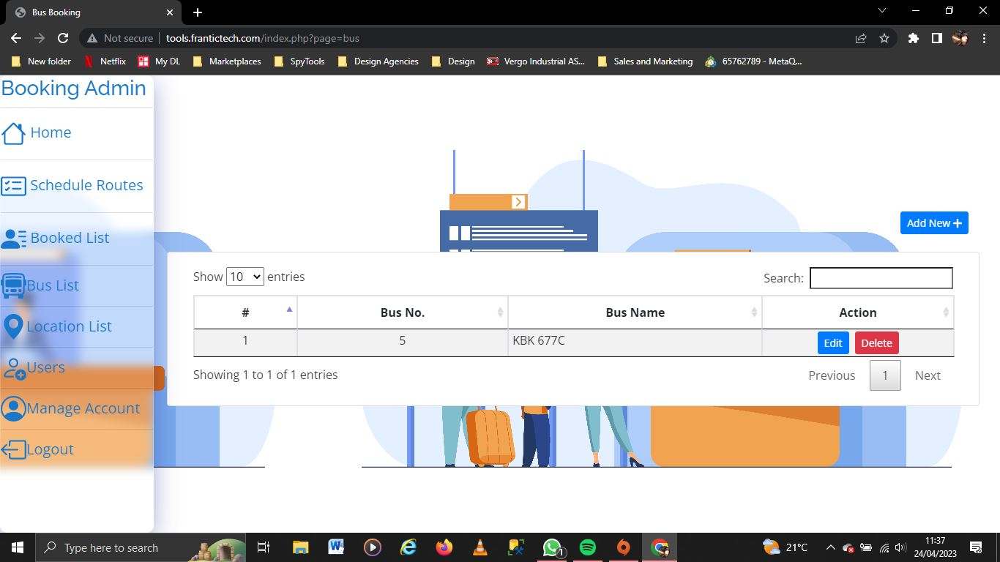 Bus Booking
Not secure tools.frantictech.com/index.php?page=bus
New folder Netflix My DL Marketplaces SpyTools Design Agencies Design Vergo Industrial AS... Sales and Marketing 65762789 - MetaQ...
Booking Admin
Home
Schedule Routes
Booked List
Bus List
Location List
Users
Manage Account
Logout
Add New +
Show 10 entries Search:
# Bus No. Bus Name Action
1 5 KBK 677C Edit Delete
Showing 1 to 1 of 1 entries Previous 1 Next
Type here to search
1
21°C
11:37
24/04/2023